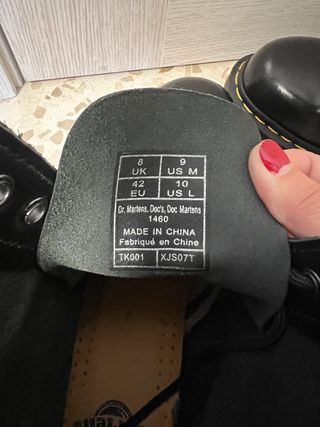 8 9
UK US M
42 10
EU US L
Dr. Martens. Doc's, Doc Martens
1460
MADE IN CHINA
Fabriqué en Chine
TK001 XJS07T